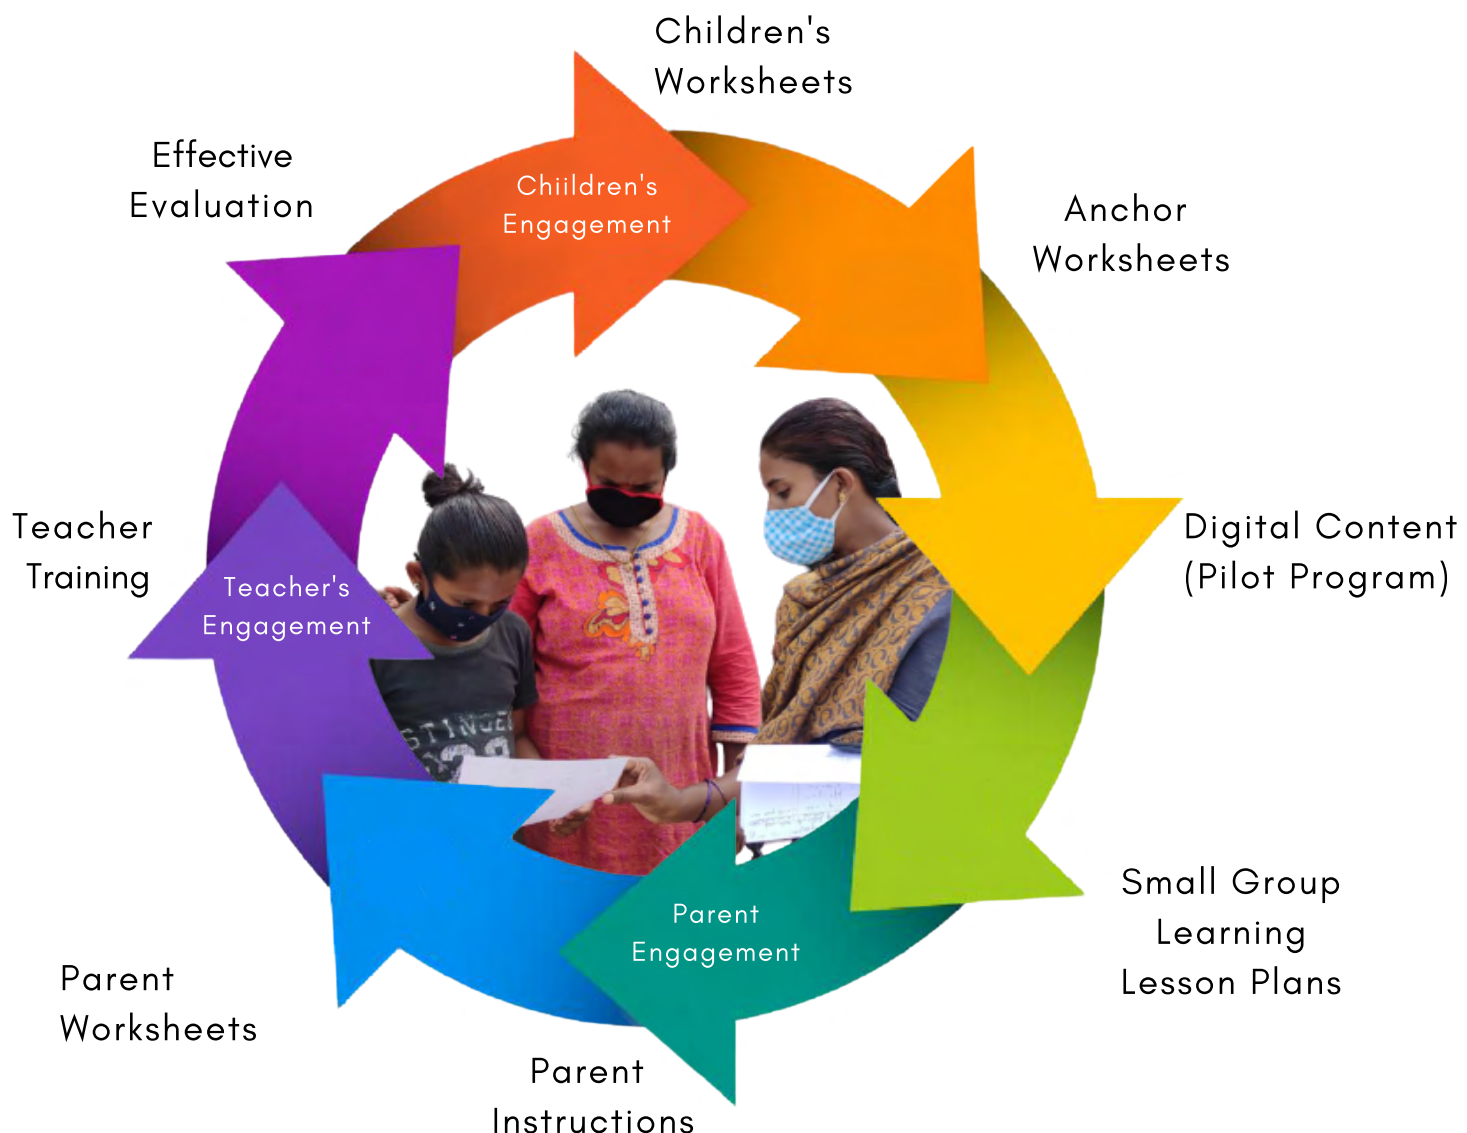 Children's
Worksheets
Effective
Evaluation
Chiildren's
Engagement
Anchor
Worksheets
Teacher
Training
Digital Content
(Pilot Program)
Teacher's
Engagement
STINGER
Small Group
Learning
Lesson Plans
Parent
Engagement
Parent
Worksheets
Parent
Instructions